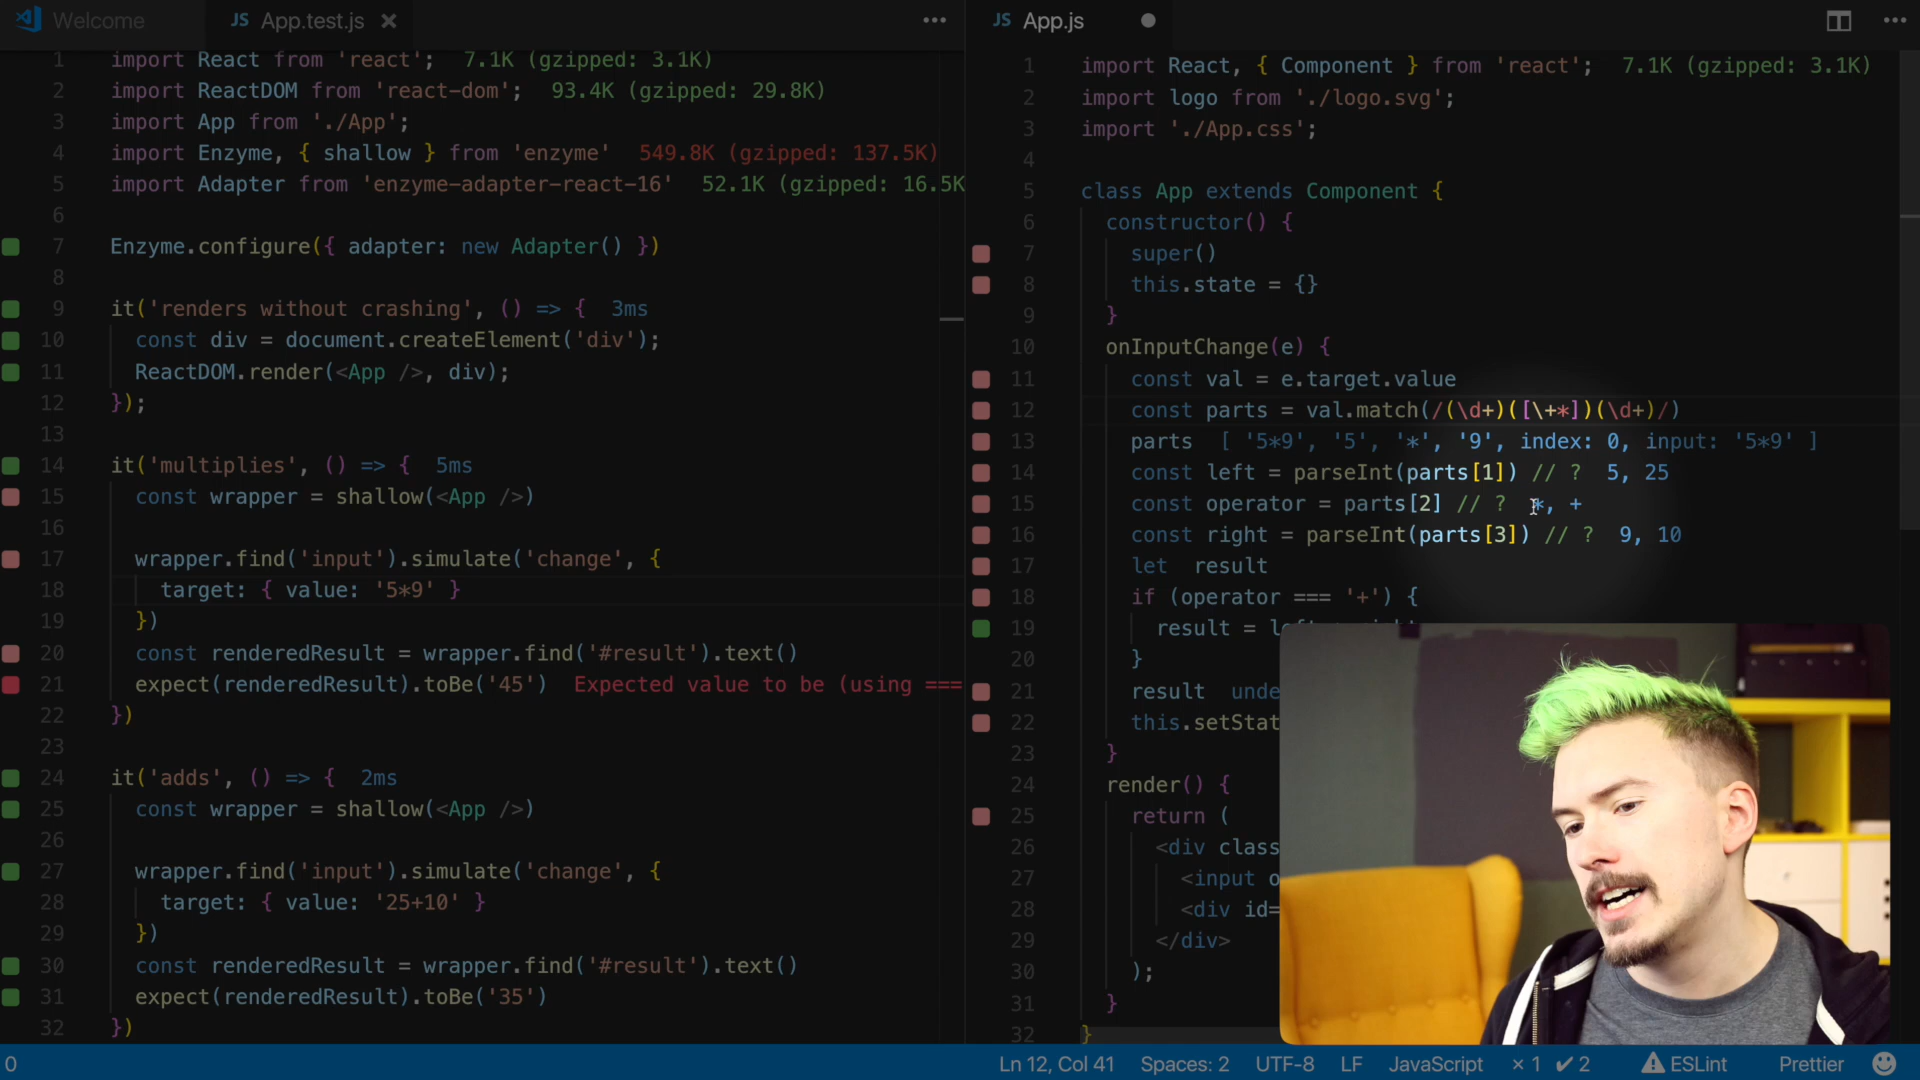 Welcome
JS App.test.js ×
•••
1 import React from 'react'; 7.1K (gzipped: 3.1K)
2 import ReactDOM from 'react-dom'; 93.4K (gzipped: 29.8K)
3 import App from './App';
4 import Enzyme, { shallow } from 'enzyme' 549.8K (gzipped: 137.5K)
5 import Adapter from 'enzyme-adapter-react-16' 52.1K (gzipped: 16.5K
6
7 Enzyme.configure({ adapter: new Adapter() })
8
9 it('renders without crashing', () => { 3ms
10 const div = document.createElement('div');
11 ReactDOM.render(<App />, div);
12 });
13
14 it('multiplies', () => { 5ms
15 const wrapper = shallow(<App />)
16
17 wrapper.find('input').simulate('change', {
18 target: { value: '5*9' }
19 })
20 const renderedResult = wrapper.find('#result').text()
21 expect(renderedResult).toBe('45') Expected value to be (using ===
22 })
23
24 it('adds', () => { 2ms
25 const wrapper = shallow(<App />)
26
27 wrapper.find('input').simulate('change', {
28 target: { value: '25+10' }
29 })
30 const renderedResult = wrapper.find('#result').text()
31 expect(renderedResult).toBe('35')
32 })
JS App.js ●
•••
1 import React, { Component } from 'react'; 7.1K (gzipped: 3.1K)
2 import logo from './logo.svg';
3 import './App.css';
4
5 class App extends Component {
6 constructor() {
7 super()
8 this.state = {}
9 }
10 onInputChange(e) {
11 const val = e.target.value
12 const parts = val.match(/(\d+)([\+*])(\d+)/)
13 parts [ '5*9', '5', '*', '9', index: 0, input: '5*9' ]
14 const left = parseInt(parts[1]) // ? 5, 25
15 const operator = parts[2] // ? *, +
16 const right = parseInt(parts[3]) // ? 9, 10
17 let result
18 if (operator === '+') {
19 result =
20 }
21 result unde
22 this.setStat
23 }
24 render() {
25 return (
26 <div class
27 <input o
28 <div id=
29 </div>
30 );
31 }
32 }
0
Ln 12, Col 41 Spaces: 2 UTF-8 LF JavaScript × 1 ✔ 2 ESLint Prettier